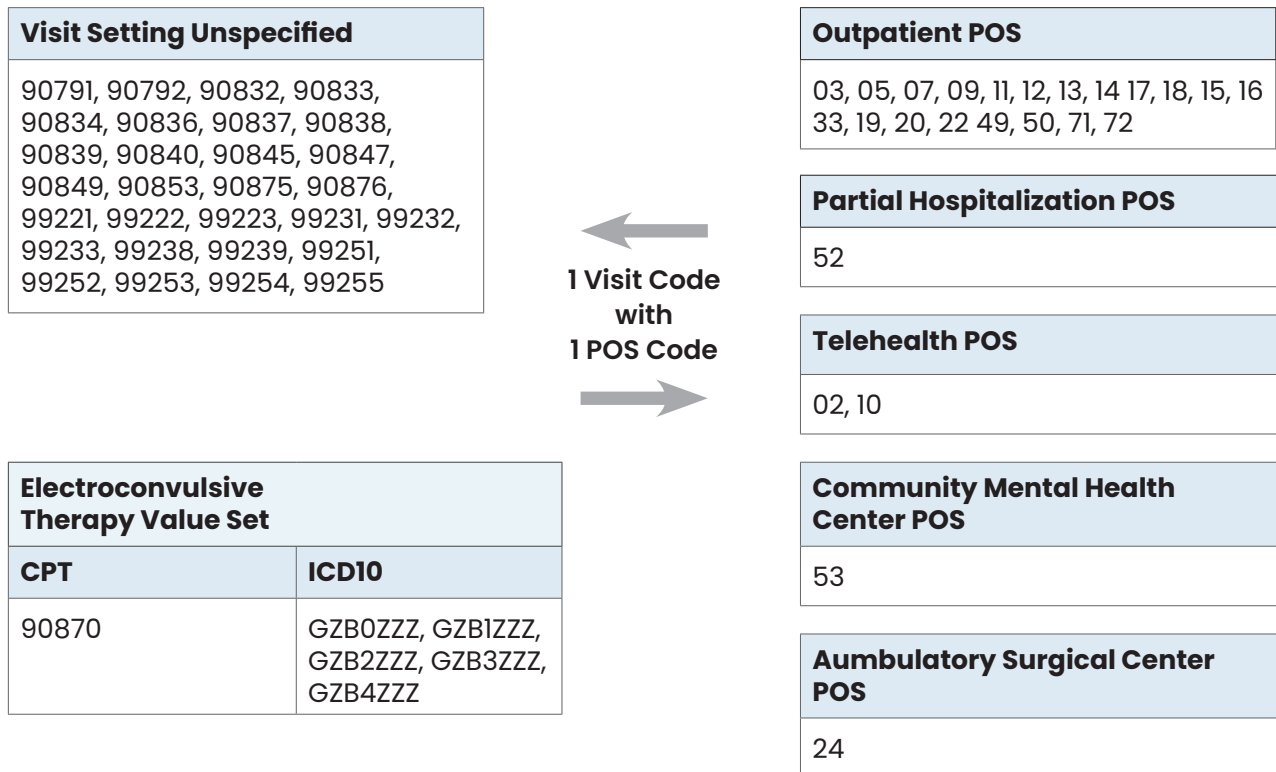 Visit Setting Unspecified
90791, 90792, 90832, 90833,
90834, 90836, 90837, 90838,
90839, 90840, 90845, 90847,
90849, 90853, 90875, 90876,
99221, 99222, 99223, 99231, 99232,
99233, 99238, 99239, 99251,
99252, 99253, 99254, 99255
1 Visit Code
with
1 POS Code
Electroconvulsive
Therapy Value Set
CPT
ICD10
90870
GZB0ZZZ, GZB1ZZZ,
GZB2ZZZ, GZB3ZZZ,
GZB4ZZZ
Outpatient POS
03, 05, 07, 09, 11, 12, 13, 14 17, 18, 15, 16
33, 19, 20, 22 49, 50, 71, 72
Partial Hospitalization POS
52
Telehealth POS
02, 10
Community Mental Health
Center POS
53
Aumbulatory Surgical Center
POS
24